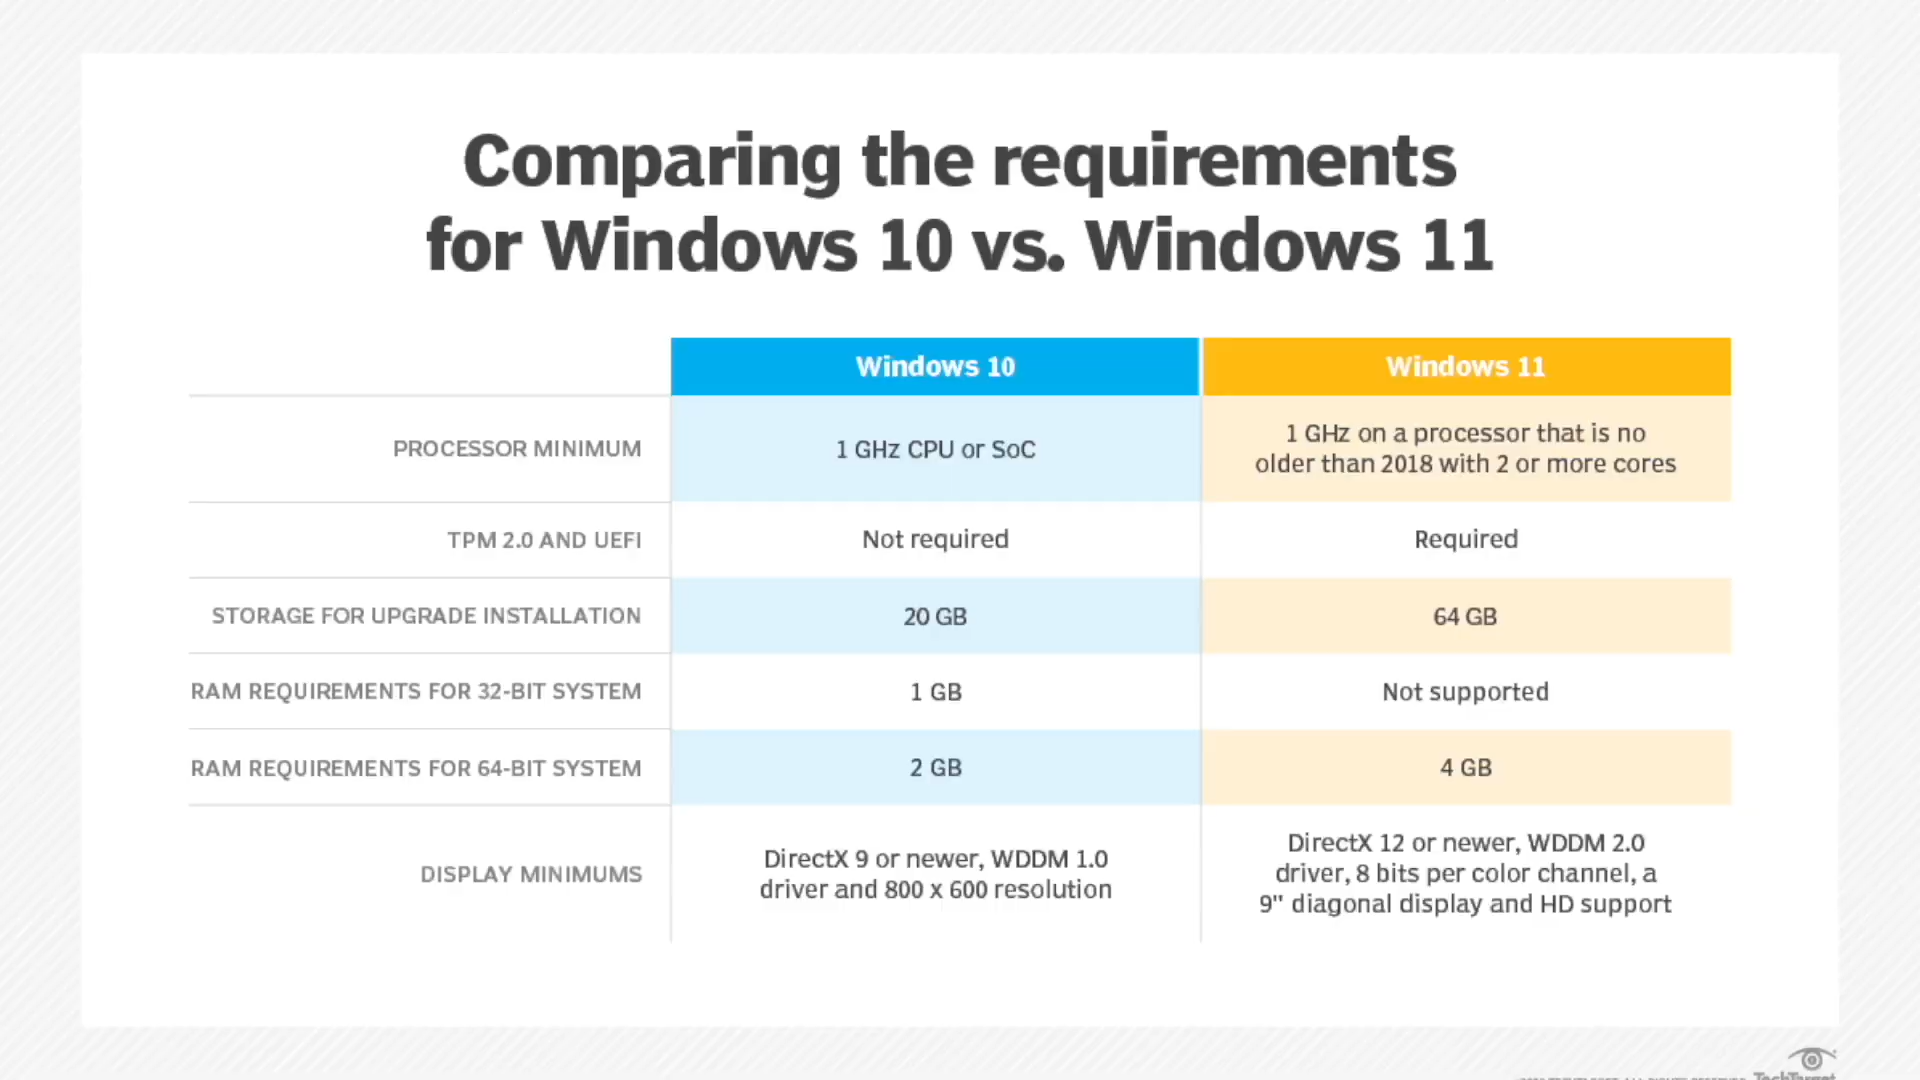 Comparing the requirements
for Windows 10 vs. Windows 11
Windows 10
Windows 11
PROCESSOR MINIMUM
1 GHz CPU or SoC
1 GHz on a processor that is no
older than 2018 with 2 or more cores
TPM 2.0 AND UEFI
Not required
Required
STORAGE FOR UPGRADE INSTALLATION
20 GB
64 GB
RAM REQUIREMENTS FOR 32-BIT SYSTEM
1 GB
Not supported
RAM REQUIREMENTS FOR 64-BIT SYSTEM
2 GB
4 GB
DISPLAY MINIMUMS
DirectX 9 or newer, WDDM 1.0
driver and 800 x 600 resolution
DirectX 12 or newer, WDDM 2.0
driver, 8 bits per color channel, a
9" diagonal display and HD support
TechTarget